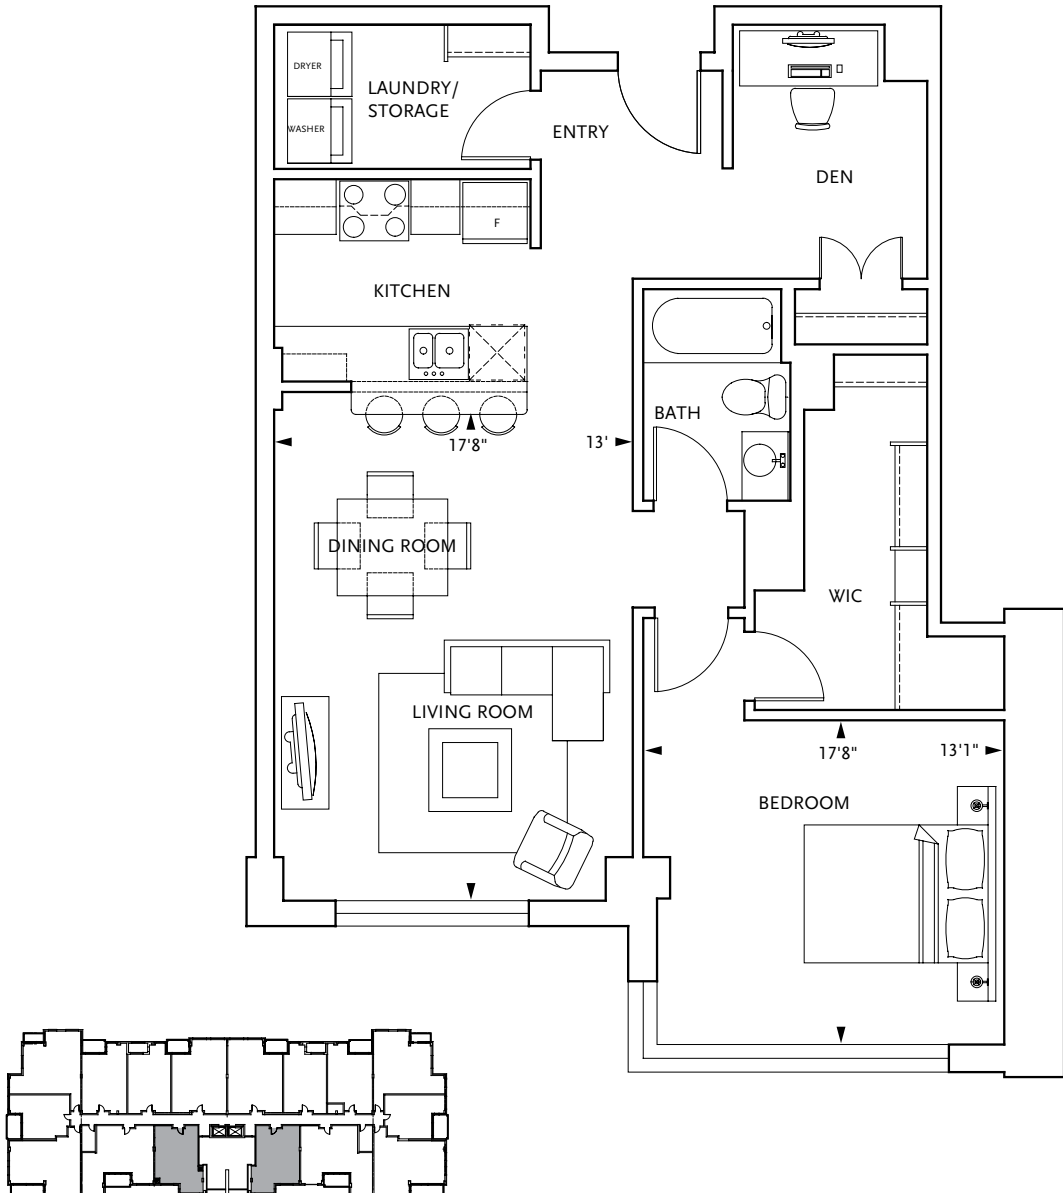 DRYER
LAUNDRY/
STORAGE
WASHER
ENTRY
DEN
F
KITCHEN
BATH
17'8"
13'
DINING ROOM
WIC
LIVING ROOM
17'8"
13'1"
BEDROOM